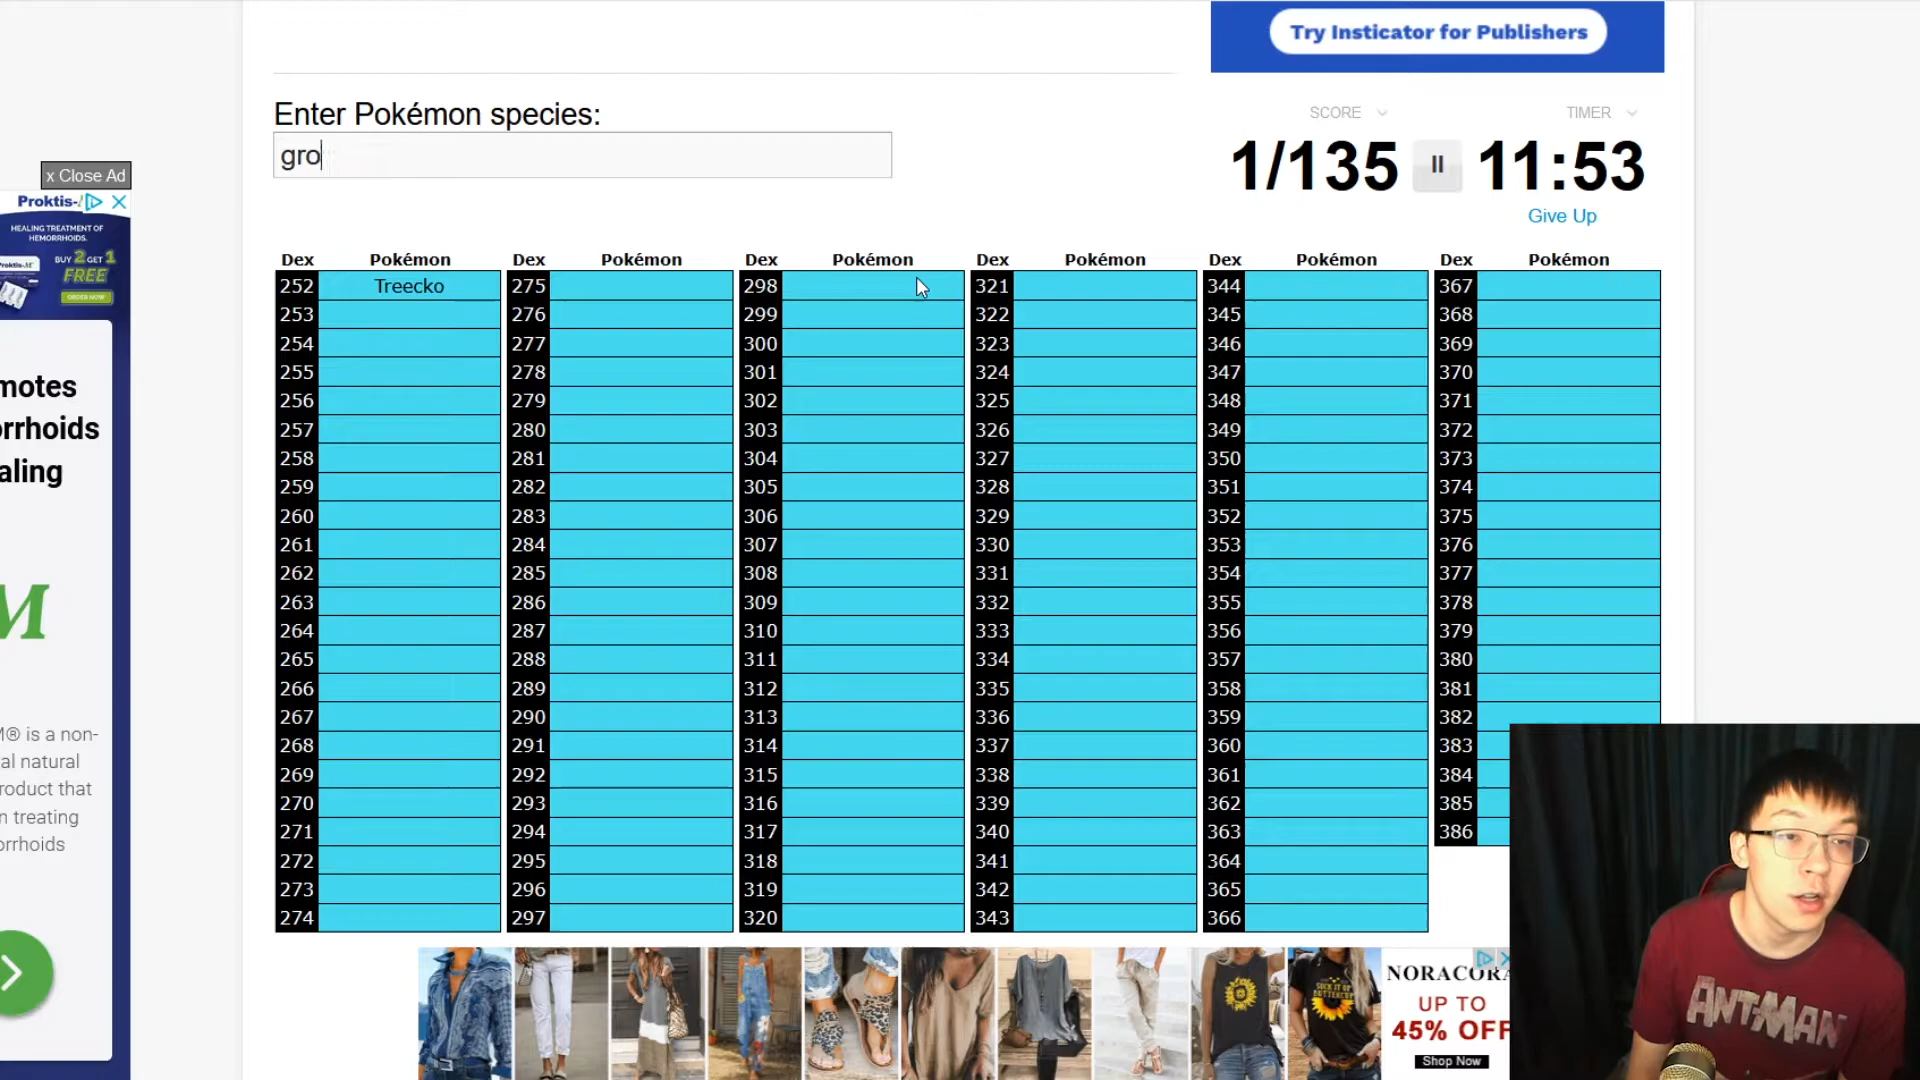 Try Insticator for Publishers
Enter Pokémon species:
gro
SCORE
TIMER
1/135
11:53
Give Up
x Close Ad
Proktis-
HEALING TREATMENT OF
HEMORRHOIDS.
BUY 2 GET 1
FREE
ORDER NOW
motes
orrhoids
aling
M
M® is a non-
al natural
roduct that
n treating
orrhoids
Dex Pokémon Dex Pokémon Dex Pokémon Dex Pokémon Dex Pokémon Dex Pokémon
252 Treecko 275 298 321 344 367
253 276 299 322 345 368
254 277 300 323 346 369
255 278 301 324 347 370
256 279 302 325 348 371
257 280 303 326 349 372
258 281 304 327 350 373
259 282 305 328 351 374
260 283 306 329 352 375
261 284 307 330 353 376
262 285 308 331 354 377
263 286 309 332 355 378
264 287 310 333 356 379
265 288 311 334 357 380
266 289 312 335 358 381
267 290 313 336 359 382
268 291 314 337 360 383
269 292 315 338 361 384
270 293 316 339 362 385
271 294 317 340 363 386
272 295 318 341 364
273 296 319 342 365
274 297 320 343 366
NORACORA
UP TO
45% OFF
Shop Now
ANT-MAN